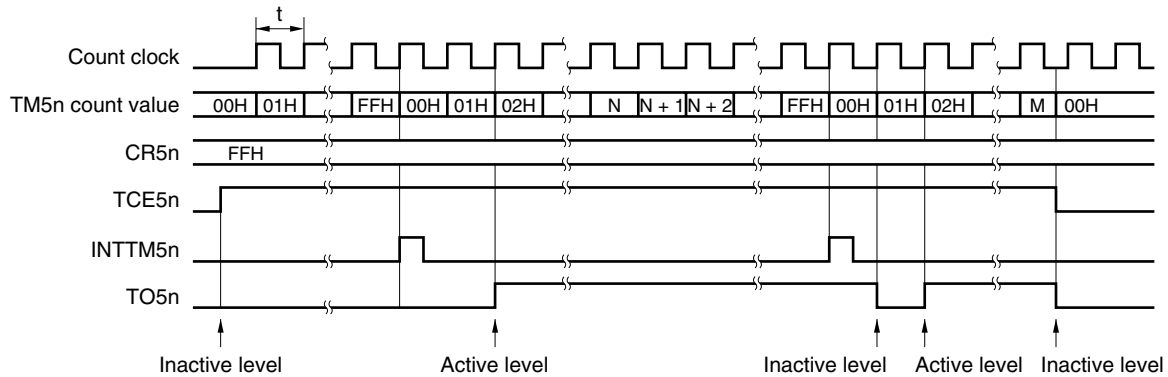 t
Count clock
TM5n count value 00H 01H FFH 00H 01H 02H N N + 1 N + 2 FFH 00H 01H 02H M 00H
CR5n FFH
TCE5n
INTTM5n
TO5n
Inactive level Active level Inactive level Active level Inactive level